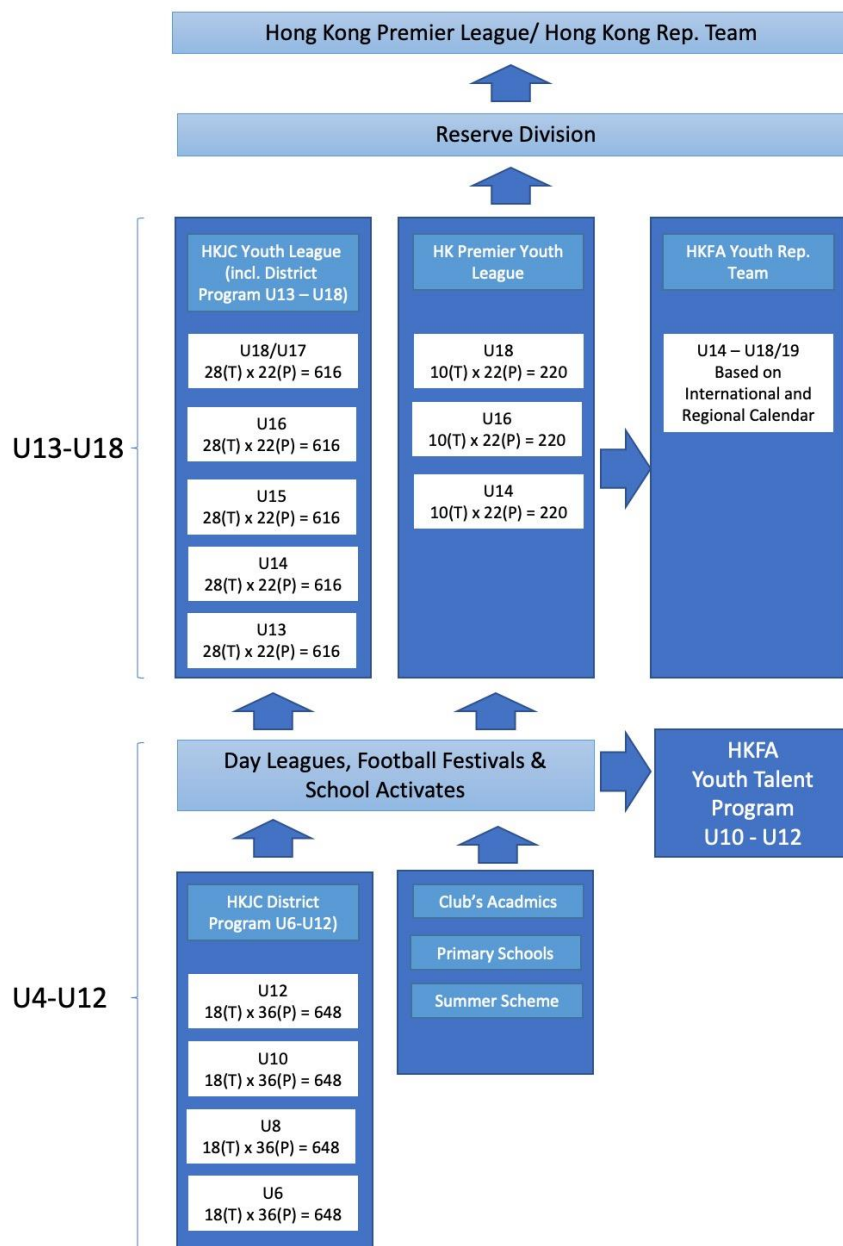 Hong Kong Premier League/ Hong Kong Rep. Team
Reserve Division
U13-U18
HKJC Youth League
(incl. District
Program U13 – U18)
U18/U17
28(T) x 22(P) = 616
U16
28(T) x 22(P) = 616
U15
28(T) x 22(P) = 616
U14
28(T) x 22(P) = 616
U13
28(T) x 22(P) = 616
HK Premier Youth
League
U18
10(T) x 22(P) = 220
U16
10(T) x 22(P) = 220
U14
10(T) x 22(P) = 220
HKFA Youth Rep.
Team
U14 – U18/19
Based on
International and
Regional Calendar
U4-U12
Day Leagues, Football Festivals &
School Activates
HKFA
Youth Talent
Program
U10 - U12
HKJC District
Program U6-U12)
U12
18(T) x 36(P) = 648
U10
18(T) x 36(P) = 648
U8
18(T) x 36(P) = 648
U6
18(T) x 36(P) = 648
Club's Acadmics
Primary Schools
Summer Scheme